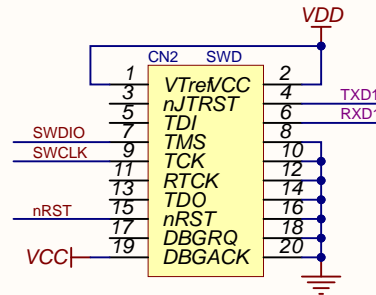 VDD
CN2 SWD
1 VTref VCC 2
3 nJTRST 4 TXD1
5 TDI 6 RXD1
SWDIO 7 TMS 8
SWCLK 9 TCK 10
11 RTCK 12
13 TDO 14
nRST 15 nRST 16
17 DBGRQ 18
VCC 19 DBGACK 20